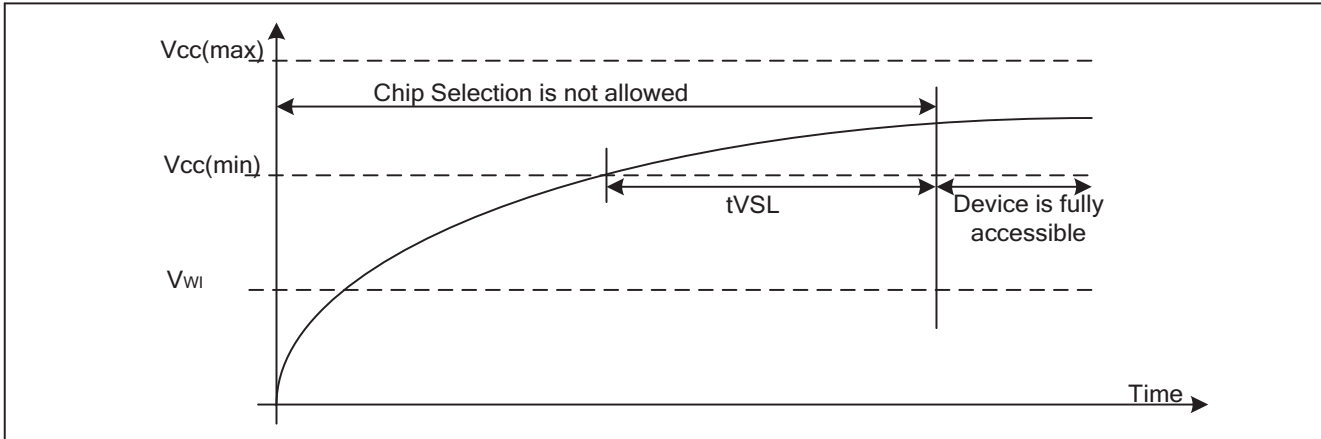 Vcc(max)
Chip Selection is not allowed
Vcc(min)
tVSL
Device is fully
accessible
VWI
Time